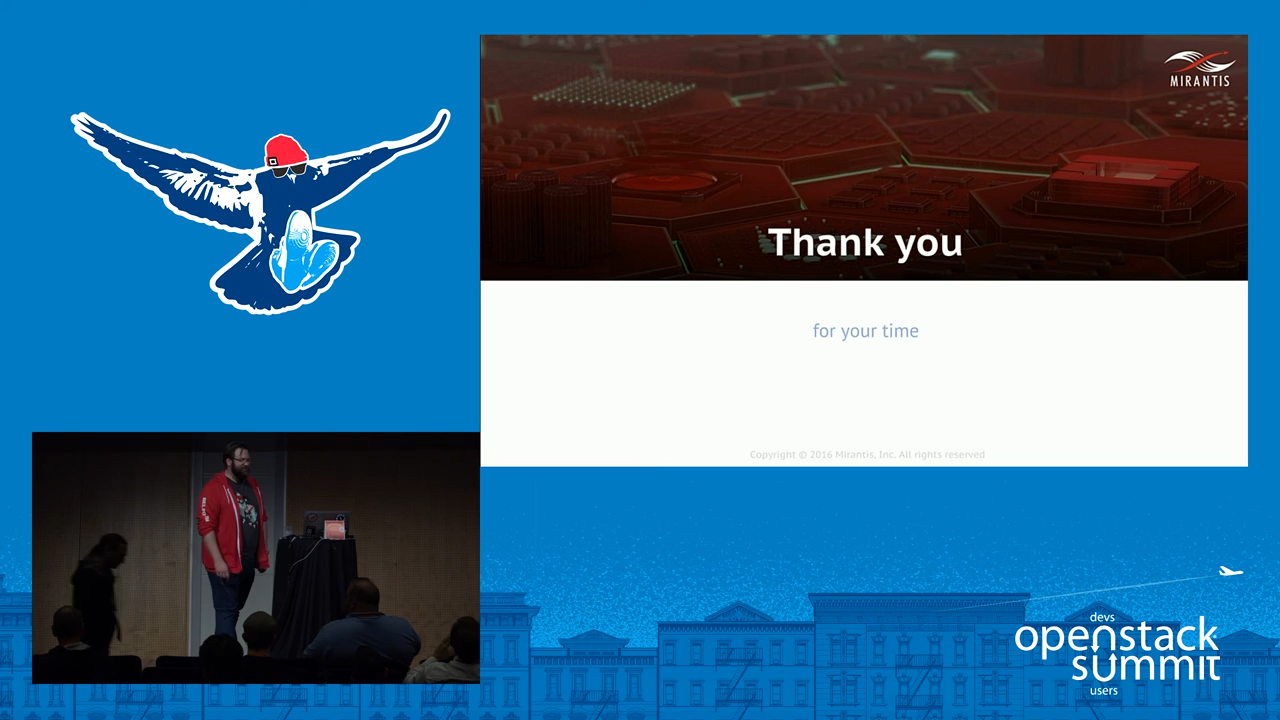 MIRANTIS
Thank you
for your time
Copyright © 2016 Mirantis, Inc. All rights reserved
devs
openstack
summit
users